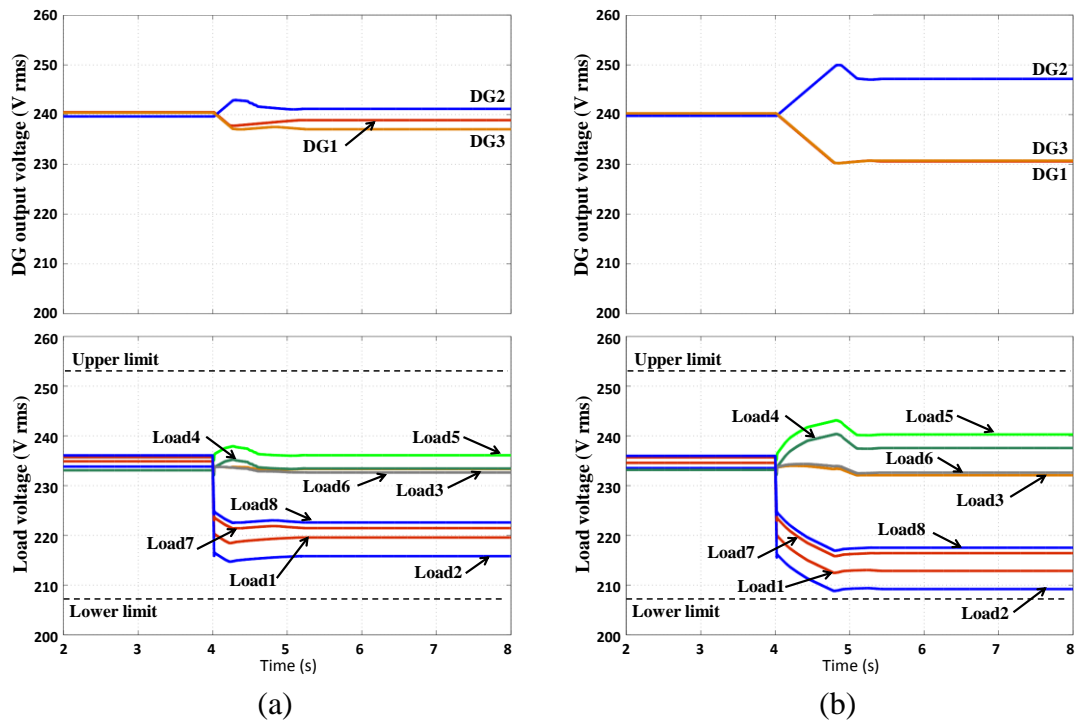 DG output voltage (V rms)
260
250
240
230
220
210
200
DG2
DG1
DG3
Load voltage (V rms)
260
250
240
230
220
210
200
Upper limit
Load4
Load5
Load6
Load3
Load8
Load7
Load1
Load2
Lower limit
2 3 4 5 6 7 8
Time (s)
(a)
DG output voltage (V rms)
260
250
240
230
220
210
200
DG2
DG3
DG1
Load voltage (V rms)
260
250
240
230
220
210
200
Upper limit
Load4
Load5
Load6
Load3
Load8
Load7
Load1
Load2
Lower limit
2 3 4 5 6 7 8
Time (s)
(b)